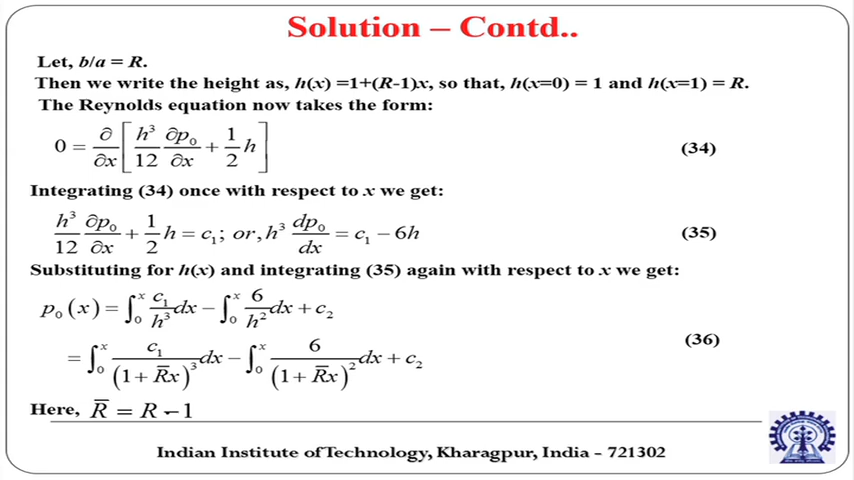 Solution – Contd..
Let, b/a = R.
Then we write the height as, h(x) =1+(R-1)x, so that, h(x=0) = 1 and h(x=1) = R.
The Reynolds equation now takes the form:
0 = ∂/∂x [ h³/12 ∂p₀/∂x + 1/2 h ] (34)
Integrating (34) once with respect to x we get:
h³/12 ∂p₀/∂x + 1/2 h = c₁; or, h³ dp₀/dx = c₁ − 6h (35)
Substituting for h(x) and integrating (35) again with respect to x we get:
p₀(x) = ∫₀ˣ c₁/h³ dx − ∫₀ˣ 6/h² dx + c₂
= ∫₀ˣ c₁/(1 + R̅x)³ dx − ∫₀ˣ 6/(1 + R̅x)² dx + c₂ (36)
Here, R̅ = R − 1
Indian Institute of Technology, Kharagpur, India - 721302